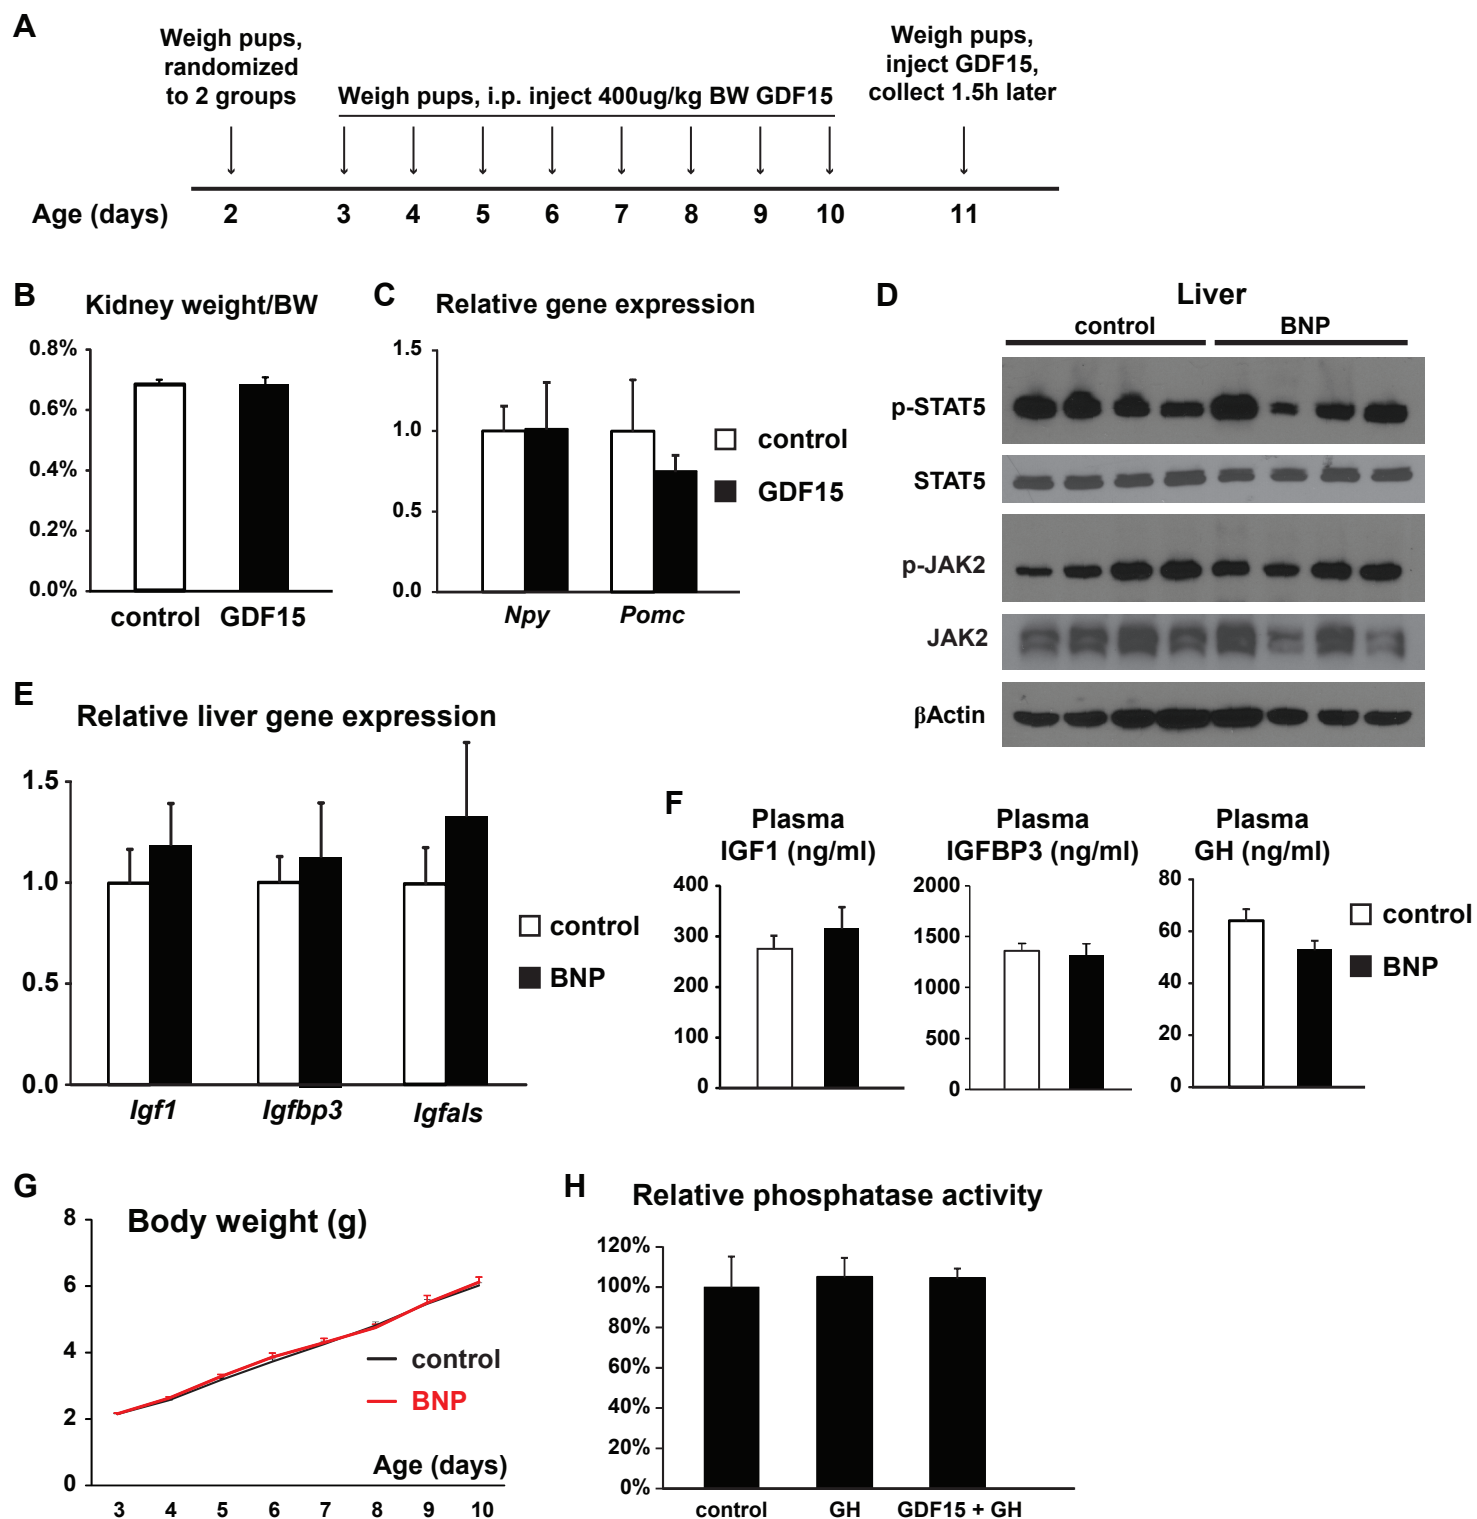 A
Weigh pups,
randomized
to 2 groups
Weigh pups, i.p. inject 400ug/kg BW GDF15
Weigh pups,
inject GDF15,
collect 1.5h later
Age (days) 2 3 4 5 6 7 8 9 10 11
B
Kidney weight/BW
0.8%
0.6%
0.4%
0.2%
0.0%
control GDF15
C
Relative gene expression
1.5
1.0
0.5
0.0
Npy Pomc
control
GDF15
D
Liver
control BNP
p-STAT5
STAT5
p-JAK2
JAK2
βActin
E
Relative liver gene expression
1.5
1.0
0.5
0.0
Igf1 Igfbp3 Igfals
control
BNP
F
Plasma
IGF1 (ng/ml)
400
300
200
100
0
Plasma
IGFBP3 (ng/ml)
2000
1500
1000
500
0
Plasma
GH (ng/ml)
80
60
40
20
0
control
BNP
G
Body weight (g)
8
6
4
2
0
control
BNP
Age (days)
3 4 5 6 7 8 9 10
H
Relative phosphatase activity
120%
100%
80%
60%
40%
20%
0%
control GH GDF15 + GH